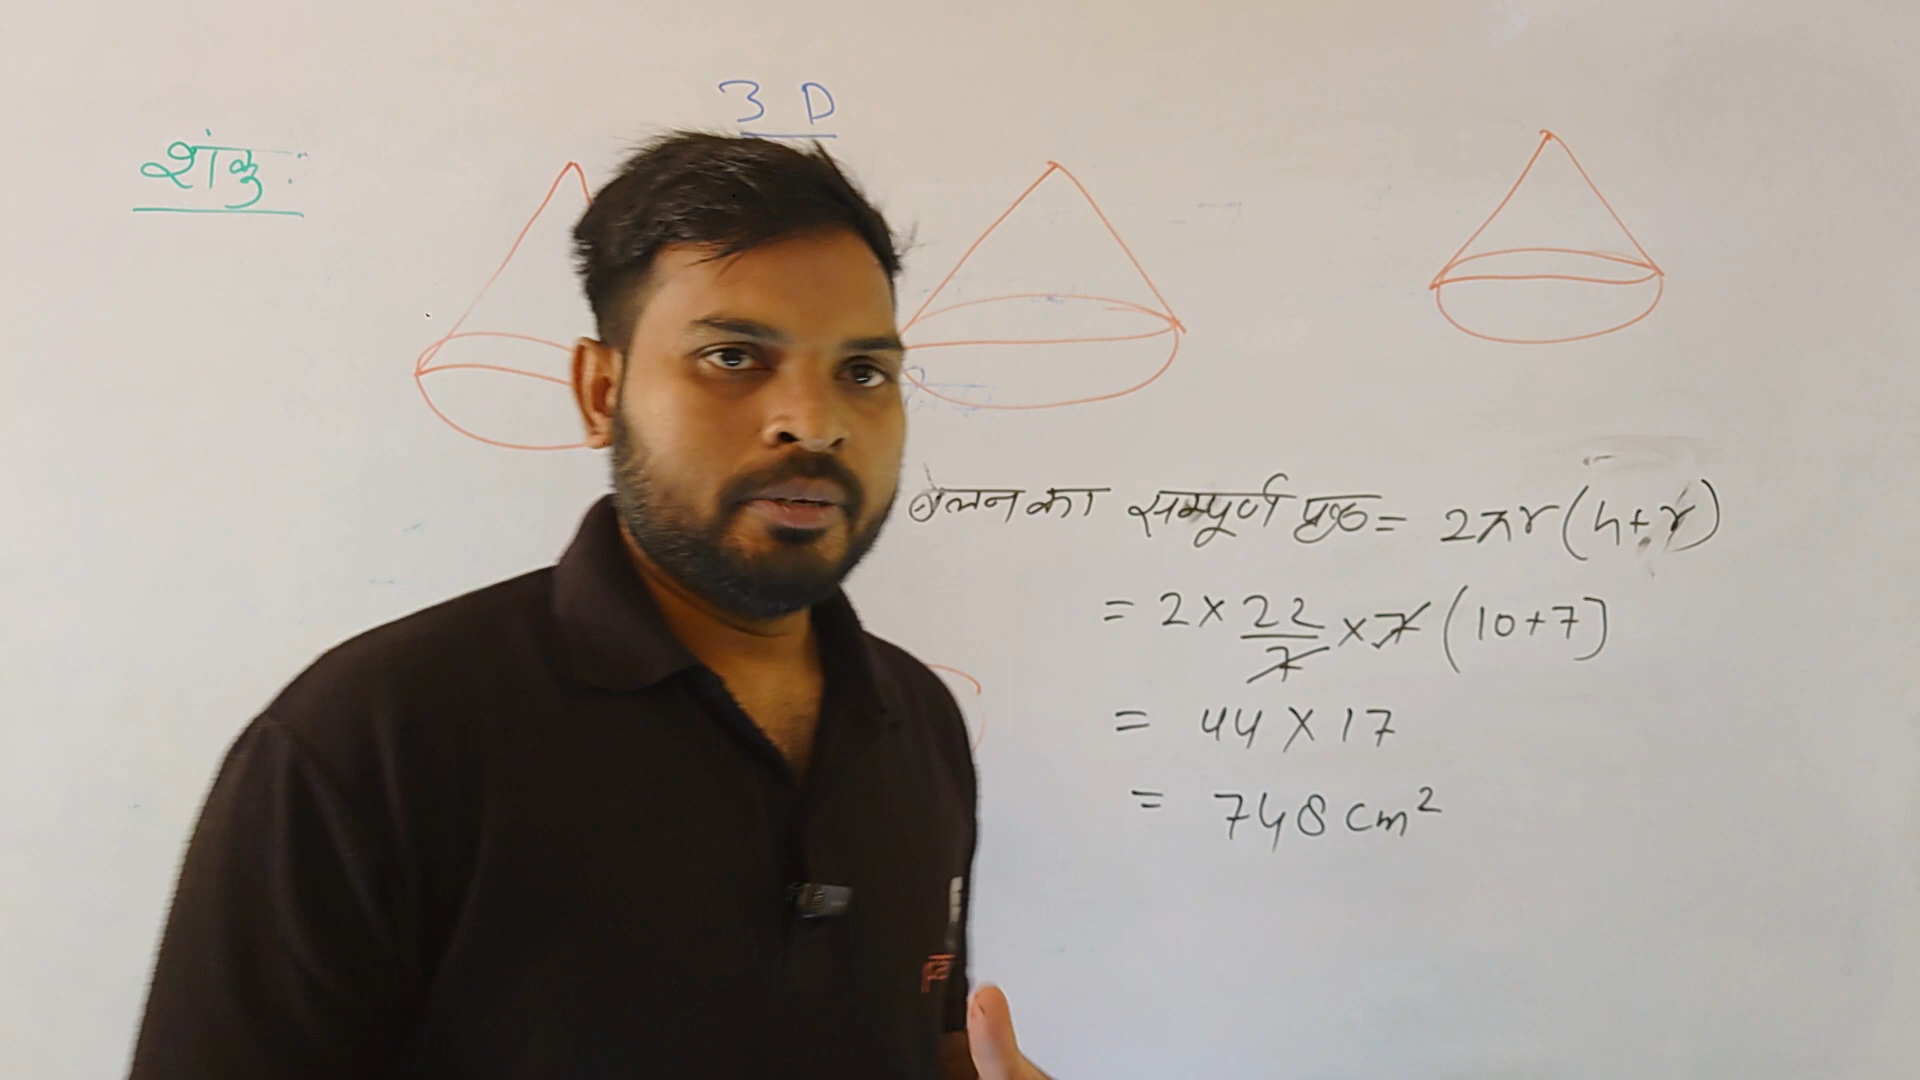 3 D
शंकु:
बेलन का सम्पूर्ण पृष्ठ = 2πr(h+r)
= 2 × 22/7 × 7 (10+7)
= 44 × 17
= 748 cm²